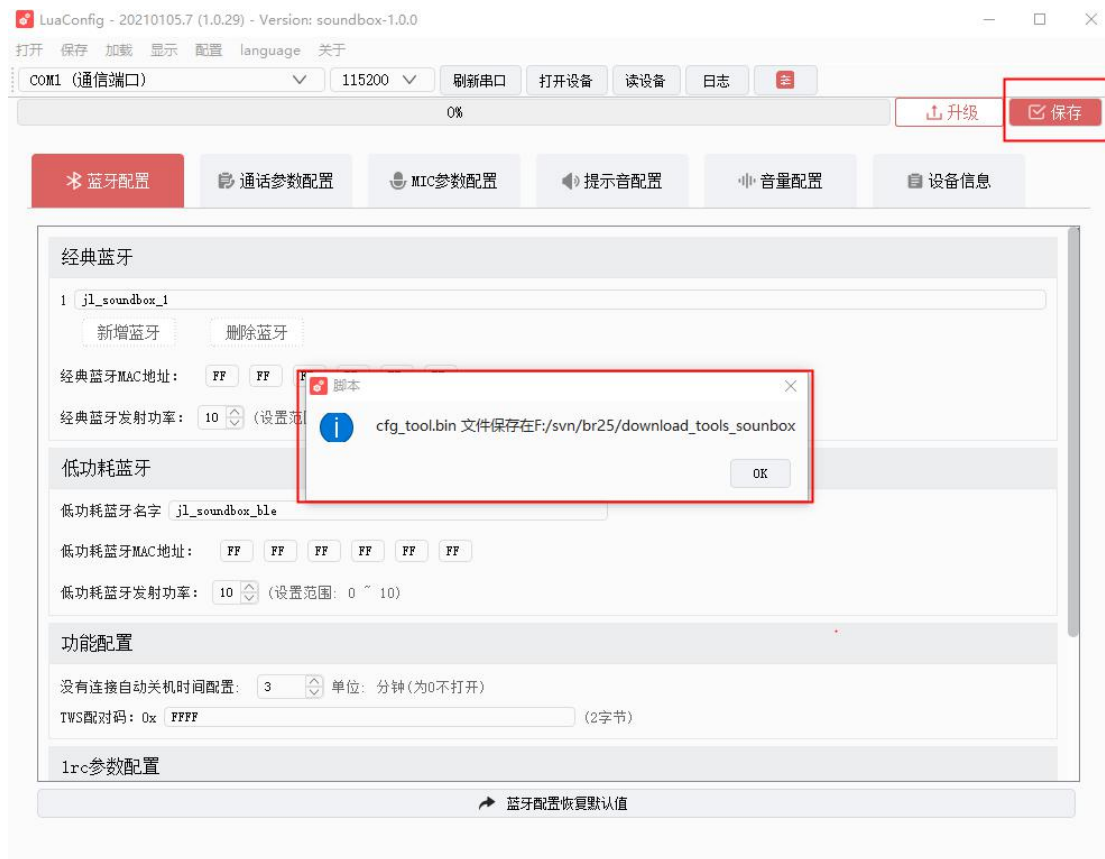 LuaConfig - 20210105.7 (1.0.29) - Version: soundbox-1.0.0
打开 保存 加载 显示 配置 language 关于
COM1 (通信端口) 115200 刷新串口 打开设备 读设备 日志
0% 升级 保存
蓝牙配置 通话参数配置 MIC参数配置 提示音配置 音量配置 设备信息
经典蓝牙
1 jl_soundbox_1
新增蓝牙 删除蓝牙
经典蓝牙MAC地址: FF FF
经典蓝牙发射功率: 10 (设置范
脚本
cfg_tool.bin 文件保存在F:/svn/br25/download_tools_sounbox
OK
低功耗蓝牙
低功耗蓝牙名字 jl_soundbox_ble
低功耗蓝牙MAC地址: FF FF FF FF FF FF
低功耗蓝牙发射功率: 10 (设置范围: 0 ~ 10)
功能配置
没有连接自动关机时间配置: 3 单位: 分钟(为0不打开)
TWS配对码: 0x FFFF (2字节)
lrc参数配置
蓝牙配置恢复默认值